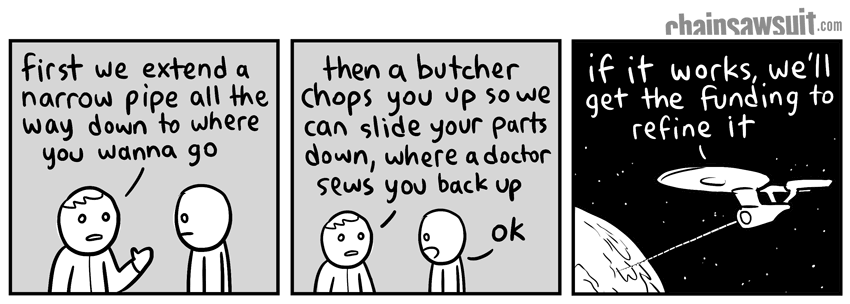 chainsawsuit.com
first we extend a
narrow pipe all the
way down to where
you wanna go
then a butcher
chops you up so we
can slide your parts
down, where a doctor
sews you back up
ok
if it works, we'll
get the funding to
refine it